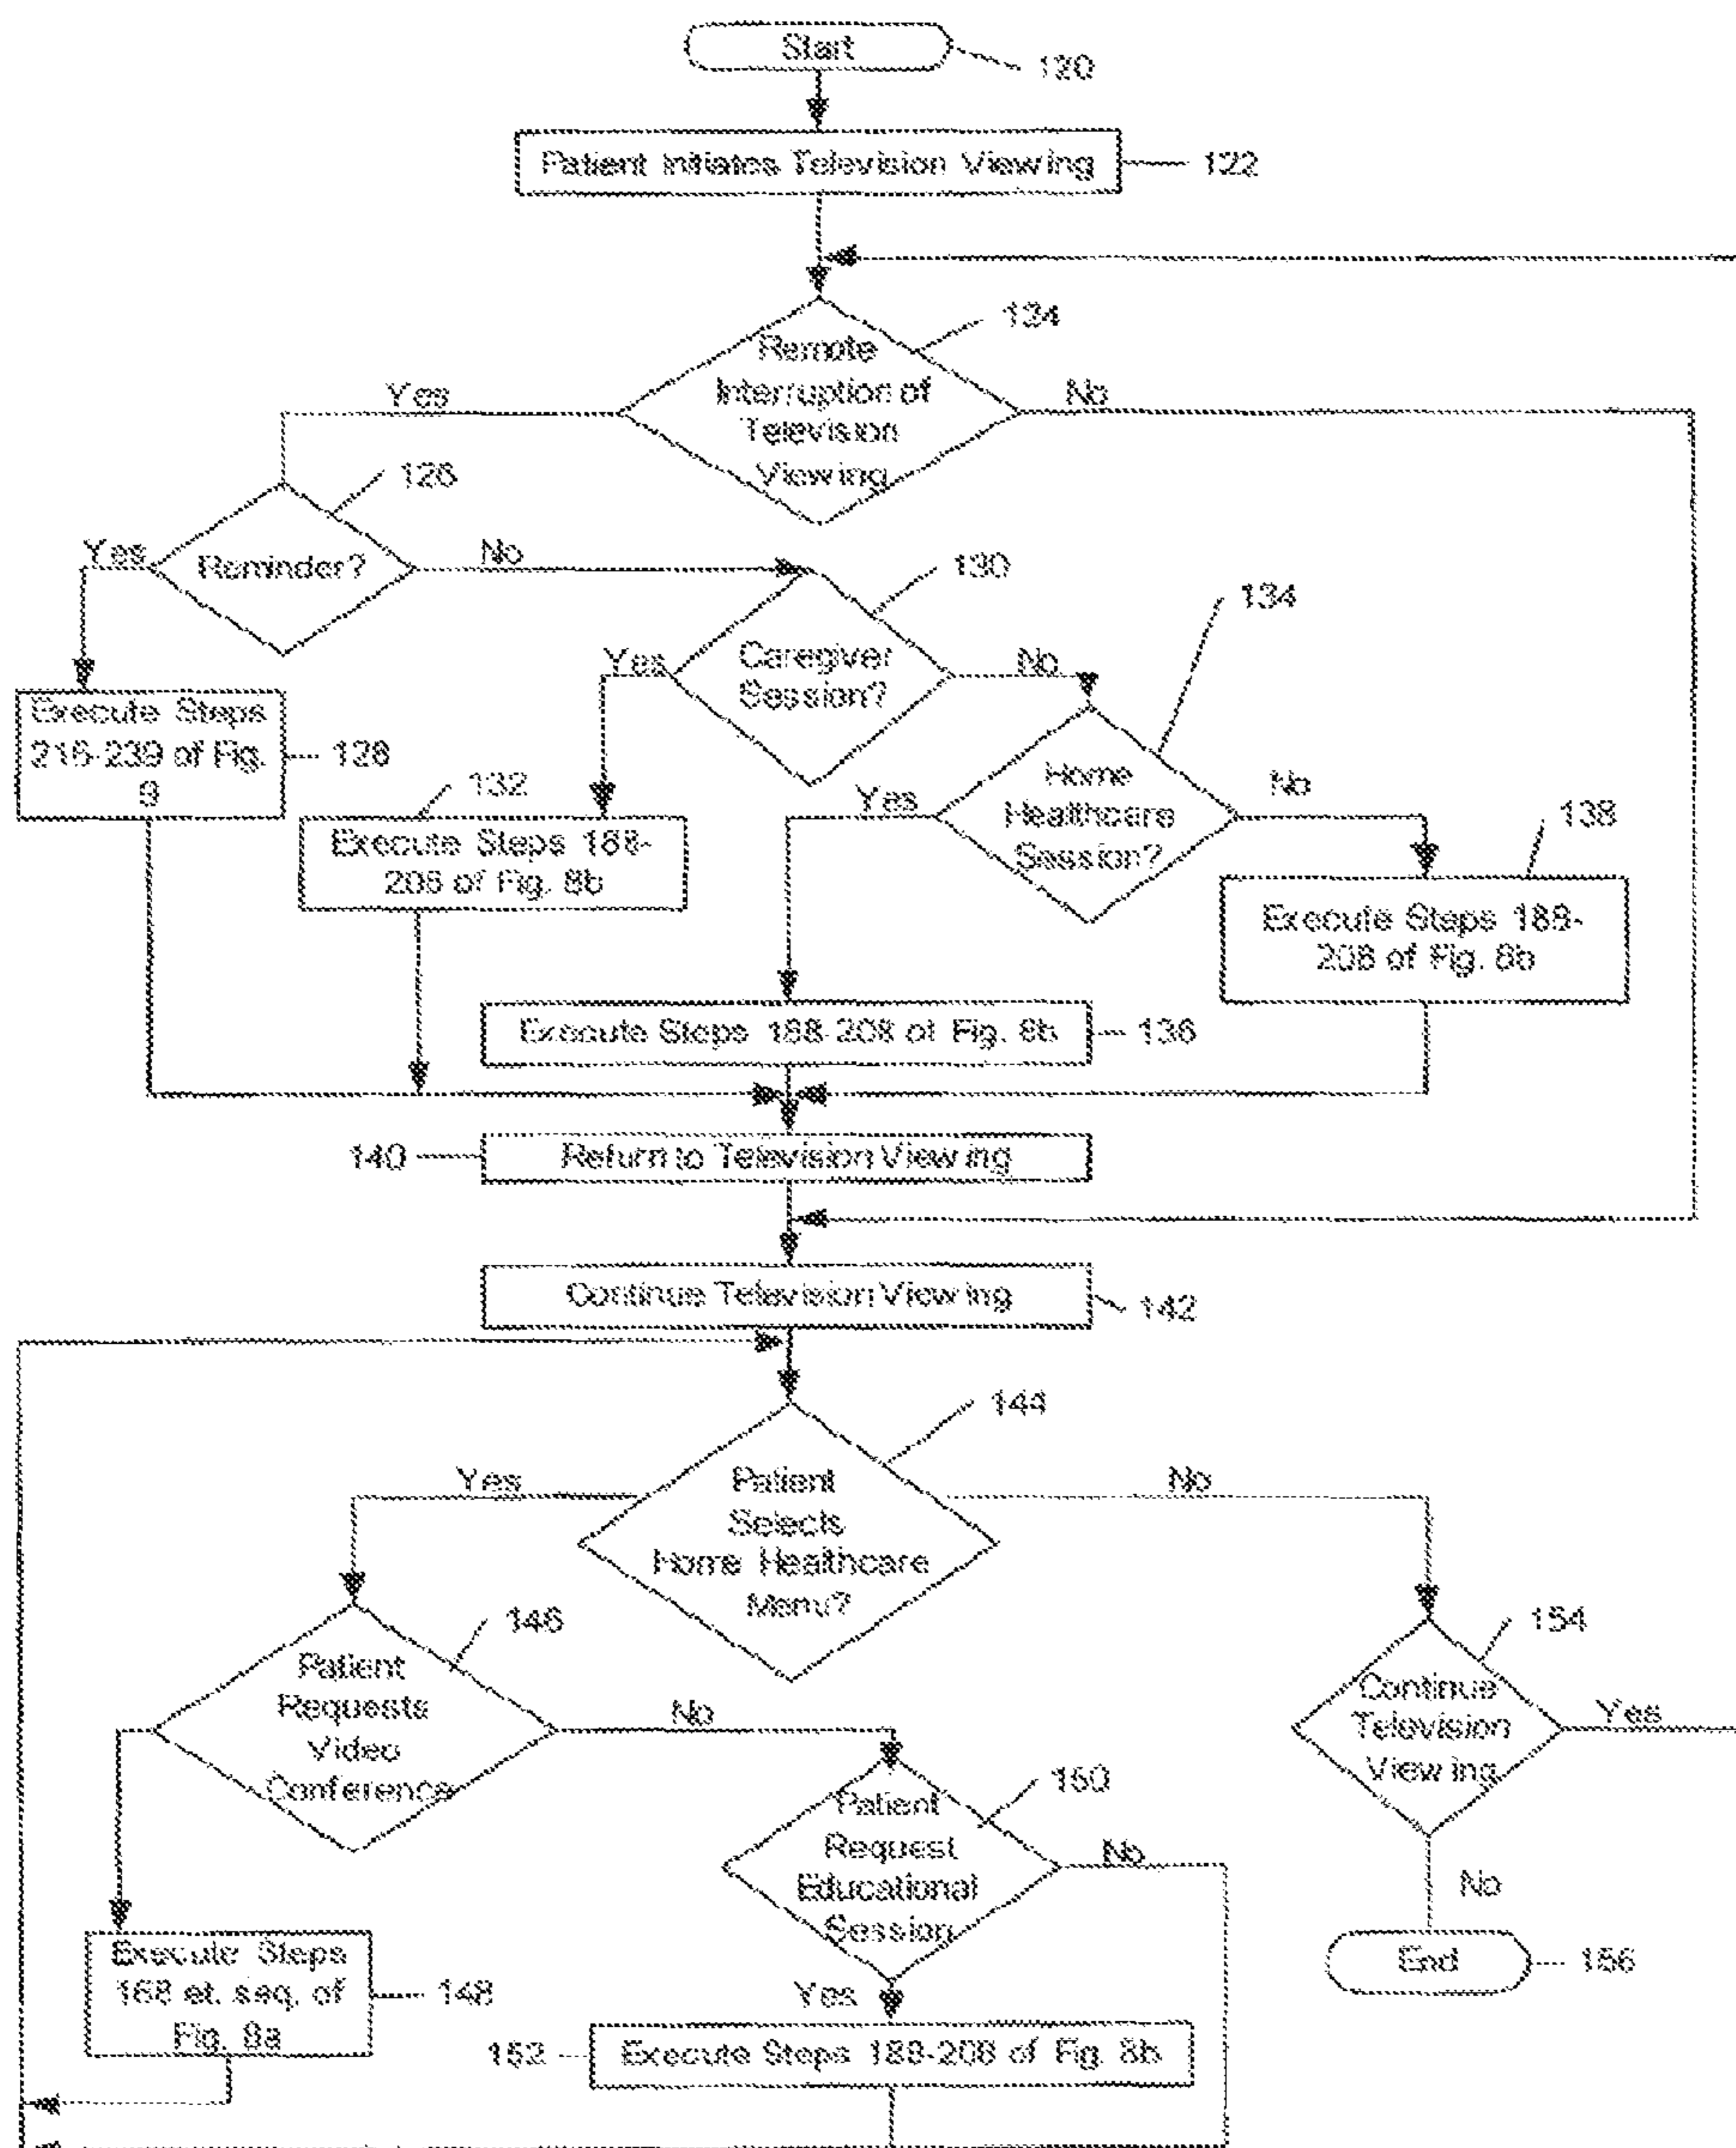 Start
120
Patient Initiates Television Viewing
122
124
Remote
Interruption of
Television
Viewing
Yes
No
126
Reminder?
Yes
No
130
Caregiver
Session?
Yes
No
134
Home
Healthcare
Session?
Yes
No
Execute Steps
216-239 of Fig.
9
128
132
Execute Steps 188-
208 of Fig. 8b
138
Execute Steps 188-
208 of Fig. 8b
Execute Steps 188-208 of Fig. 8b
136
140
Return to Television Viewing
Continue Television Viewing
142
144
Patient
Selects
Home Healthcare
Menu?
Yes
No
146
Patient
Requests
Video
Conference
No
150
Patient
Request
Educational
Session
No
Yes
154
Continue
Television
Viewing
Yes
No
Execute Steps
168 et. seq. of
Fig. 8a
148
152
Execute Steps 188-208 of Fig. 8b
End
156